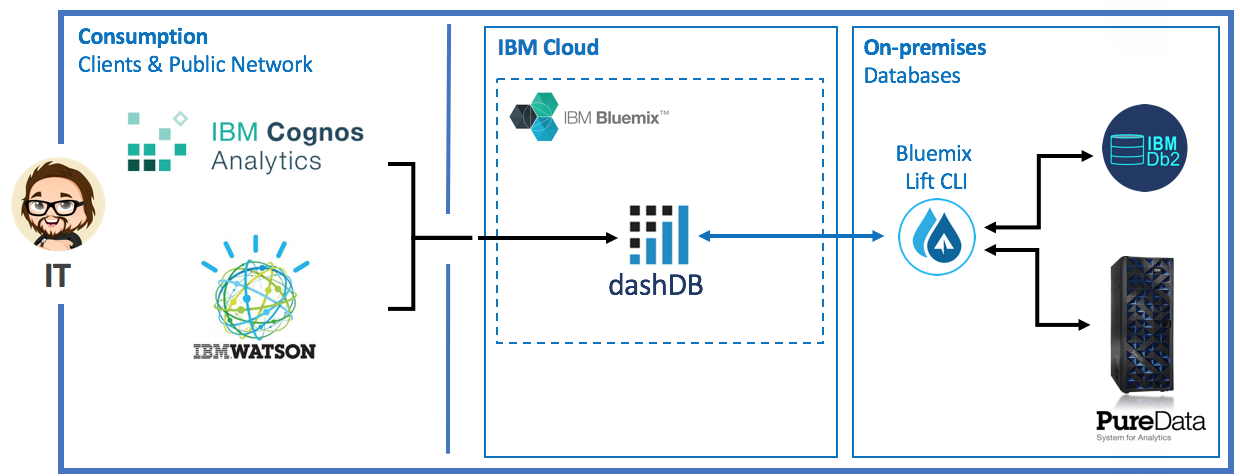 Consumption
Clients & Public Network
IBM Cognos
Analytics
IT
IBMWATSON
IBM Cloud
IBM Bluemix™
dashDB
On-premises
Databases
Bluemix
Lift CLI
IBM
Db2
PureData
System for Analytics